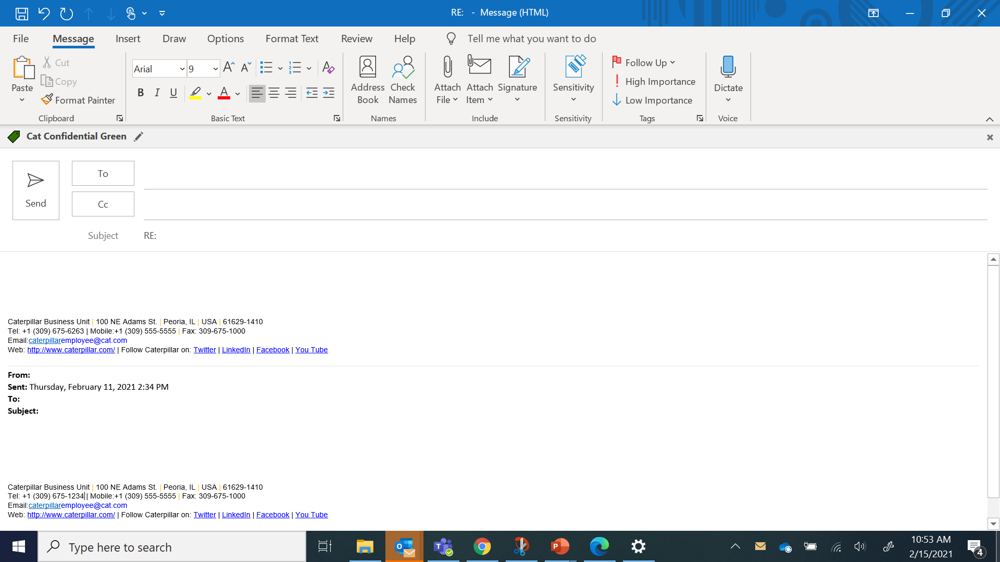 RE:   -  Message (HTML)
File Message Insert Draw Options Format Text Review Help Tell me what you want to do
Paste Cut Copy Format Painter
Clipboard
Arial 9
B I U A
Basic Text
Address Book Check Names
Names
Attach File Attach Item Signature
Include
Sensitivity
Sensitivity
Follow Up
High Importance
Low Importance
Tags
Dictate
Voice
Cat Confidential Green
Send
To
Cc
Subject RE:
Caterpillar Business Unit | 100 NE Adams St. | Peoria, IL | USA | 61629-1410
Tel: +1 (309) 675-6263 | Mobile:+1 (309) 555-5555 | Fax: 309-675-1000
Email:caterpillaremployee@cat.com
Web: http://www.caterpillar.com/ | Follow Caterpillar on: Twitter | LinkedIn | Facebook | You Tube
From:
Sent: Thursday, February 11, 2021 2:34 PM
To:
Subject:
Caterpillar Business Unit | 100 NE Adams St. | Peoria, IL | USA | 61629-1410
Tel: +1 (309) 675-1234 | Mobile:+1 (309) 555-5555 | Fax: 309-675-1000
Email:caterpillaremployee@cat.com
Web: http://www.caterpillar.com/ | Follow Caterpillar on: Twitter | LinkedIn | Facebook | You Tube
Type here to search
10:53 AM
2/15/2021
4